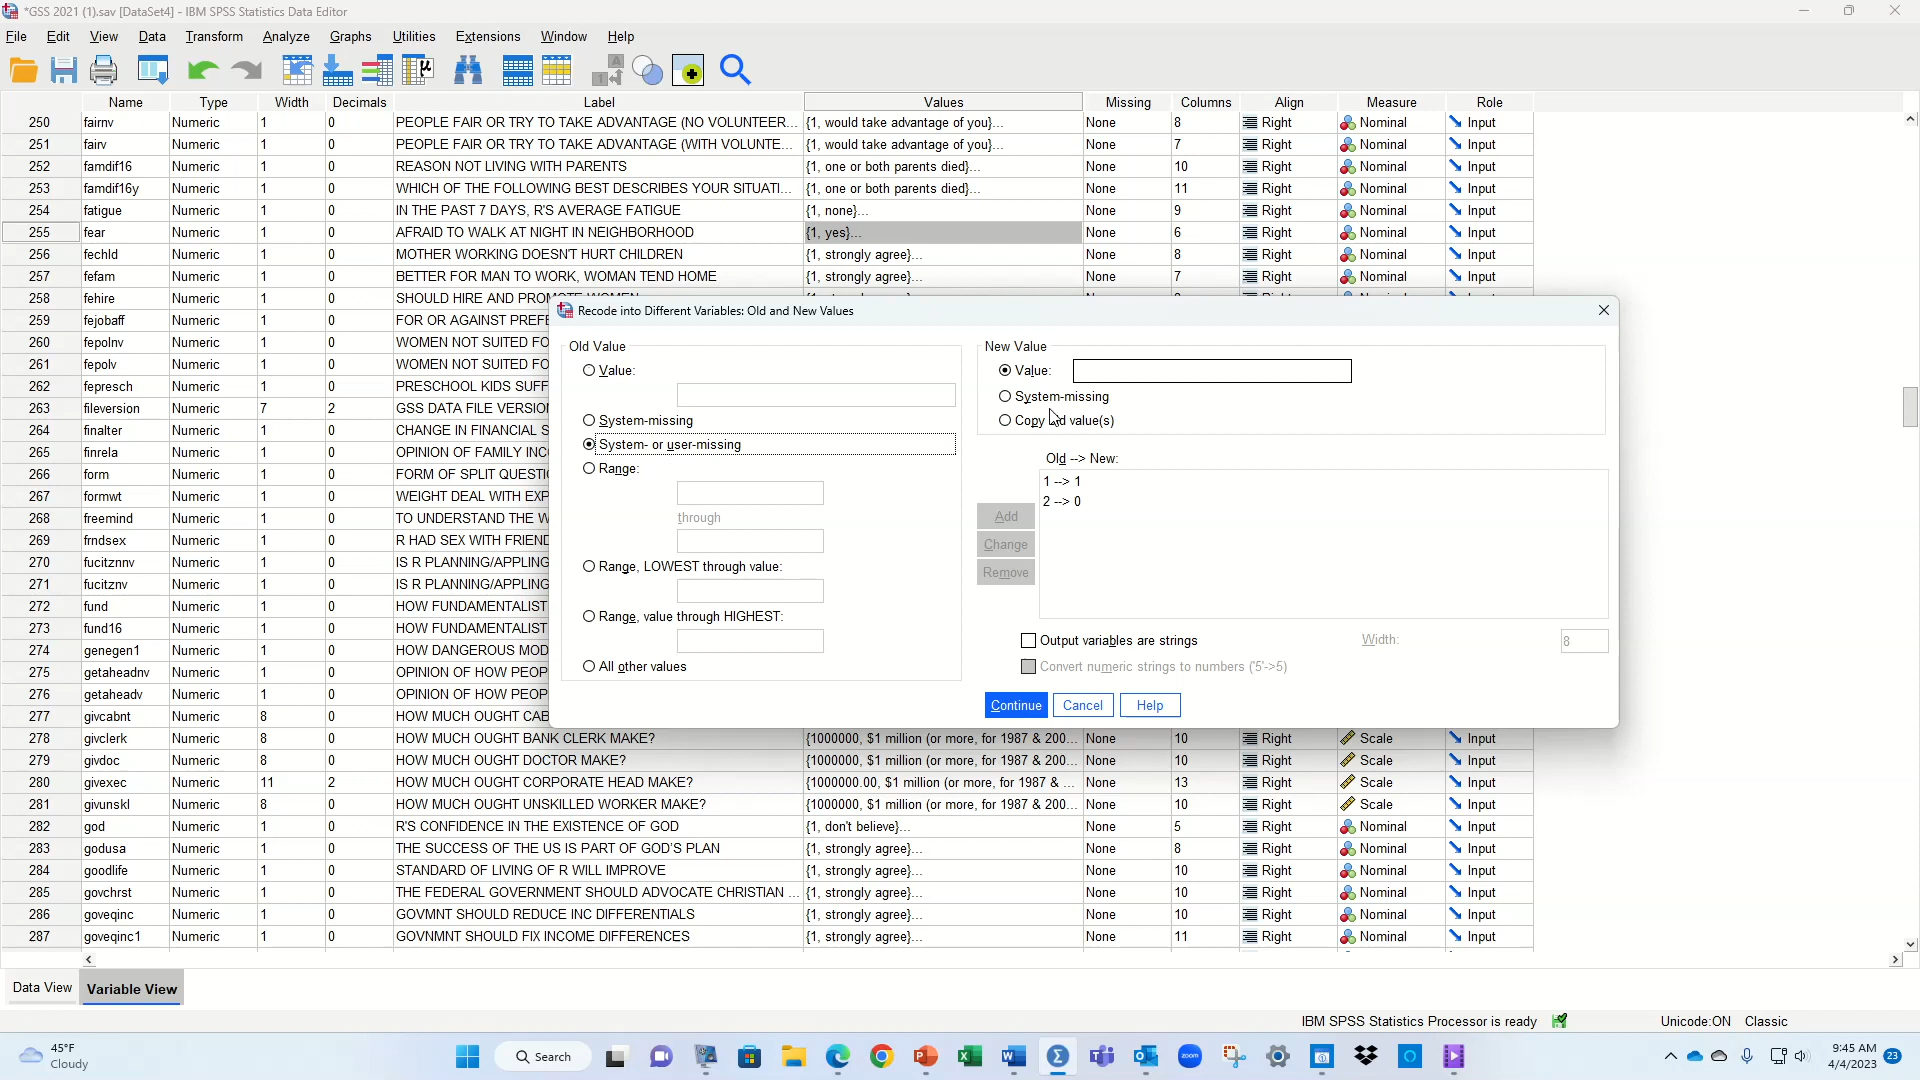 *GSS 2021 (1).sav [DataSet4] - IBM SPSS Statistics Data Editor
File Edit View Data Transform Analyze Graphs Utilities Extensions Window Help
Name Type Width Decimals Label Values Missing Columns Align Measure Role
250 fairnv Numeric 1 0 PEOPLE FAIR OR TRY TO TAKE ADVANTAGE (NO VOLUNTEER... {1, would take advantage of you}... None 8 Right Nominal Input
251 fairv Numeric 1 0 PEOPLE FAIR OR TRY TO TAKE ADVANTAGE (WITH VOLUNTE... {1, would take advantage of you}... None 7 Right Nominal Input
252 famdif16 Numeric 1 0 REASON NOT LIVING WITH PARENTS {1, one or both parents died}... None 10 Right Nominal Input
253 famdif16y Numeric 1 0 WHICH OF THE FOLLOWING BEST DESCRIBES YOUR SITUATI... {1, one or both parents died}... None 11 Right Nominal Input
254 fatigue Numeric 1 0 IN THE PAST 7 DAYS, R'S AVERAGE FATIGUE {1, none}... None 9 Right Nominal Input
255 fear Numeric 1 0 AFRAID TO WALK AT NIGHT IN NEIGHBORHOOD {1, yes}... None 6 Right Nominal Input
256 fechld Numeric 1 0 MOTHER WORKING DOESN'T HURT CHILDREN {1, strongly agree}... None 8 Right Nominal Input
257 fefam Numeric 1 0 BETTER FOR MAN TO WORK, WOMAN TEND HOME {1, strongly agree}... None 7 Right Nominal Input
258 fehire Numeric 1 0 SHOULD HIRE AND
259 fejobaff Numeric 1 0 FOR OR AGAINST PREFE
260 fepolnv Numeric 1 0 WOMEN NOT SUITED FO
261 fepolv Numeric 1 0 WOMEN NOT SUITED FO
262 fepresch Numeric 1 0 PRESCHOOL KIDS SUFF
263 fileversion Numeric 7 2 GSS DATA FILE VERSIO
264 finalter Numeric 1 0 CHANGE IN FINANCIAL S
265 finrela Numeric 1 0 OPINION OF FAMILY INC
266 form Numeric 1 0 FORM OF SPLIT QUESTI
267 formwt Numeric 1 0 WEIGHT DEAL WITH EXP
268 freemind Numeric 1 0 TO UNDERSTAND THE W
269 frndsex Numeric 1 0 R HAD SEX WITH FRIEND
270 fucitznnv Numeric 1 0 IS R PLANNING/APPLING
271 fucitznv Numeric 1 0 IS R PLANNING/APPLING
272 fund Numeric 1 0 HOW FUNDAMENTALIST
273 fund16 Numeric 1 0 HOW FUNDAMENTALIST
274 genegen1 Numeric 1 0 HOW DANGEROUS MOD
275 getaheadnv Numeric 1 0 OPINION OF HOW PEOP
276 getaheadv Numeric 1 0 OPINION OF HOW PEOP
277 givcabnt Numeric 8 0 HOW MUCH OUGHT CAB
278 givclerk Numeric 8 0 HOW MUCH OUGHT BANK CLERK MAKE? {1000000, $1 million (or more, for 1987 & 200... None 10 Right Scale Input
279 givdoc Numeric 8 0 HOW MUCH OUGHT DOCTOR MAKE? {1000000, $1 million (or more, for 1987 & 200... None 10 Right Scale Input
280 givexec Numeric 11 2 HOW MUCH OUGHT CORPORATE HEAD MAKE? {1000000.00, $1 million (or more, for 1987 & ... None 13 Right Scale Input
281 givunskl Numeric 8 0 HOW MUCH OUGHT UNSKILLED WORKER MAKE? {1000000, $1 million (or more, for 1987 & 200... None 10 Right Scale Input
282 god Numeric 1 0 R'S CONFIDENCE IN THE EXISTENCE OF GOD {1, don't believe}... None 5 Right Nominal Input
283 godusa Numeric 1 0 THE SUCCESS OF THE US IS PART OF GOD'S PLAN {1, strongly agree}... None 8 Right Nominal Input
284 goodlife Numeric 1 0 STANDARD OF LIVING OF R WILL IMPROVE {1, strongly agree}... None 10 Right Nominal Input
285 govchrst Numeric 1 0 THE FEDERAL GOVERNMENT SHOULD ADVOCATE CHRISTIAN ... {1, strongly agree}... None 10 Right Nominal Input
286 goveqinc Numeric 1 0 GOVMNT SHOULD REDUCE INC DIFFERENTIALS {1, strongly agree}... None 10 Right Nominal Input
287 goveqinc1 Numeric 1 0 GOVNMNT SHOULD FIX INCOME DIFFERENCES {1, strongly agree}... None 11 Right Nominal Input
Recode into Different Variables: Old and New Values
Old Value
Value:
System-missing
System- or user-missing
Range:
through
Range, LOWEST through value:
Range, value through HIGHEST:
All other values
New Value
Value:
System-missing
Copy old value(s)
Old --> New:
1 --> 1
2 --> 0
Add
Change
Remove
Output variables are strings Width: 8
Convert numeric strings to numbers ('5'->5)
Continue Cancel Help
Data View Variable View
IBM SPSS Statistics Processor is ready Unicode:ON Classic
45°F
Cloudy
Search
9:45 AM
4/4/2023
23